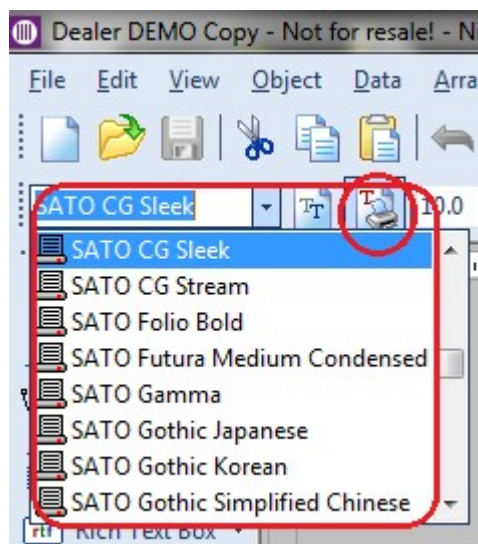 Dealer DEMO Copy - Not for resale! - Ni
File Edit View Object Data Arra
SATO CG Sleek 10.0
SATO CG Sleek
SATO CG Stream
SATO Folio Bold
SATO Futura Medium Condensed
SATO Gamma
SATO Gothic Japanese
SATO Gothic Korean
SATO Gothic Simplified Chinese
rtf Rich Text Box